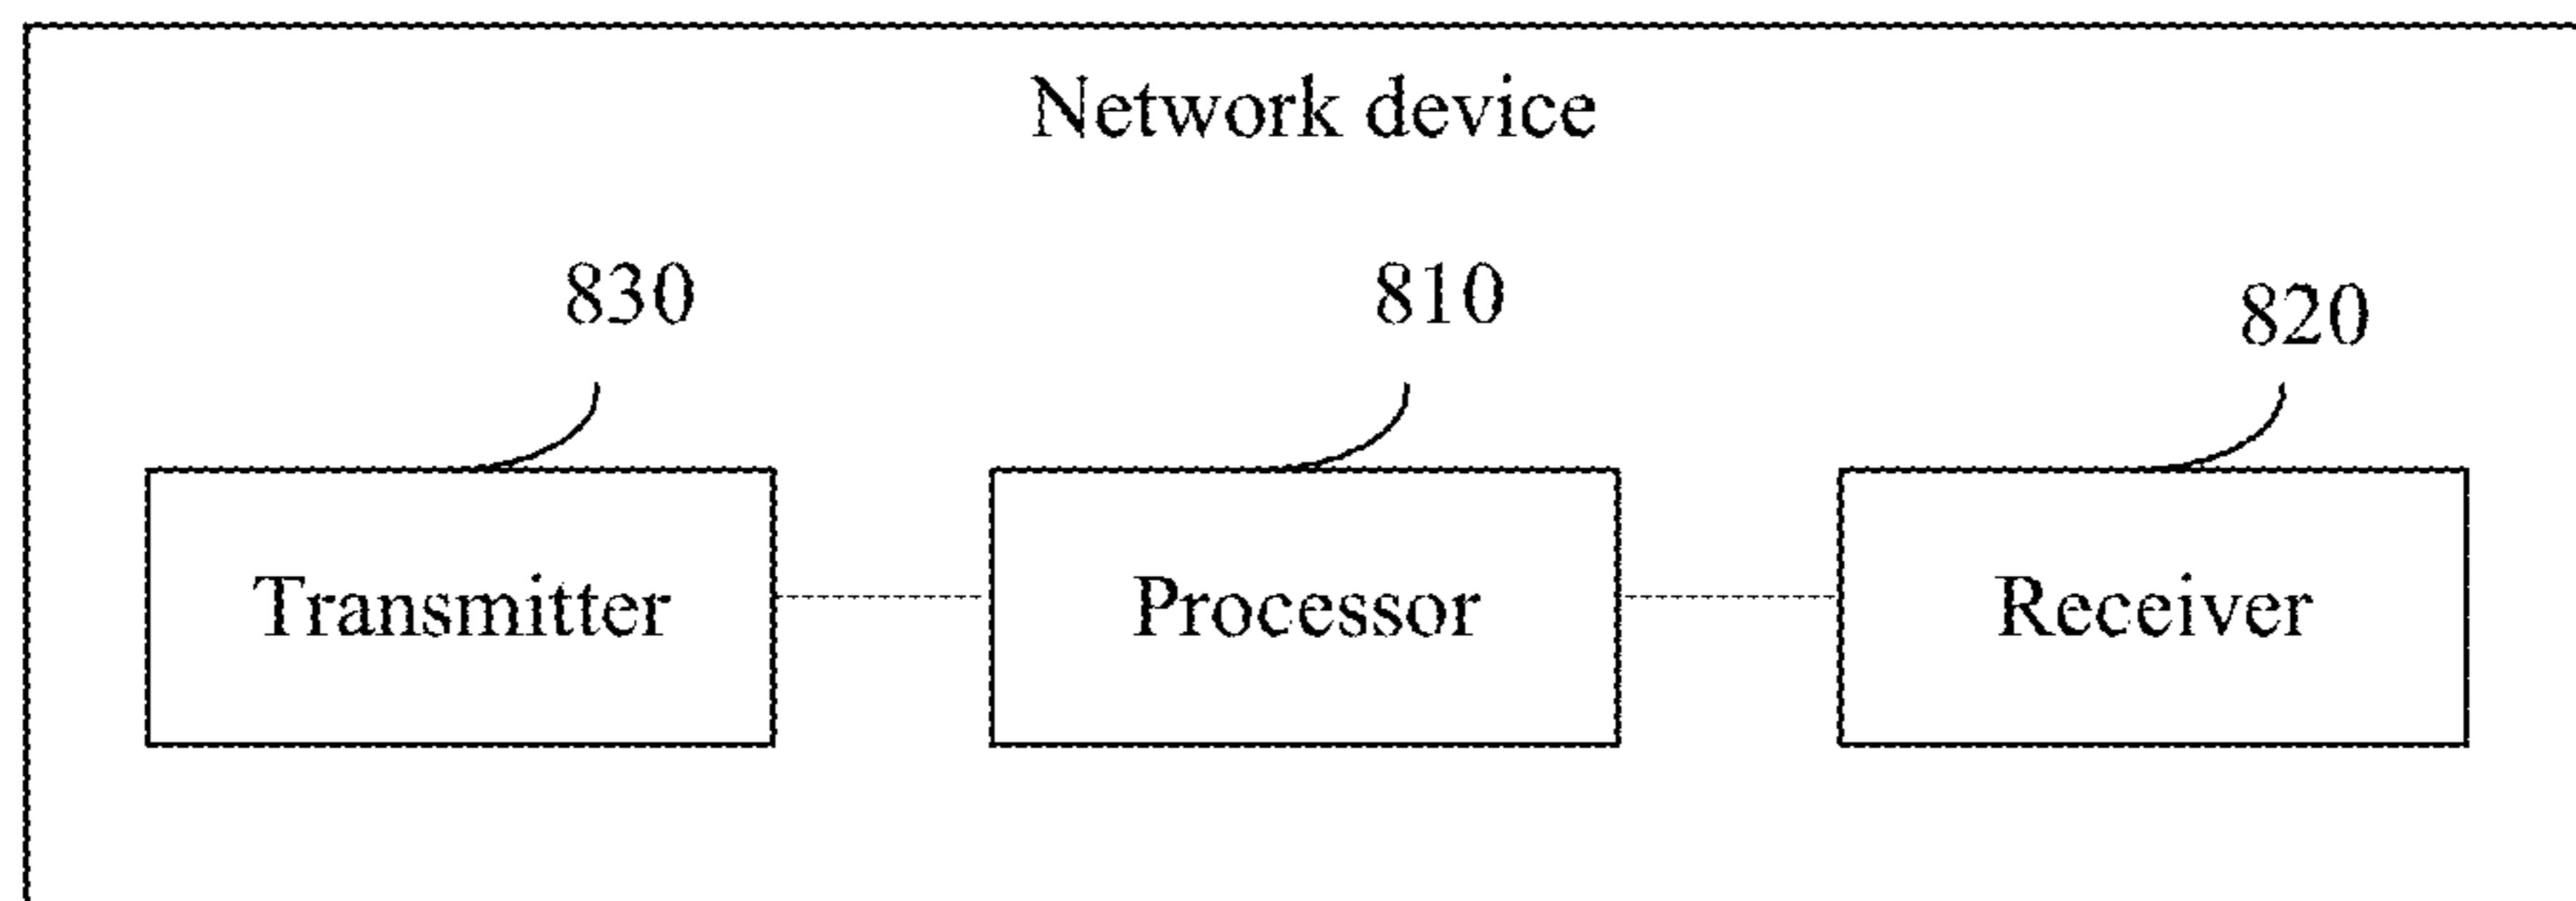 Network device
830
810
820
Transmitter
Processor
Receiver